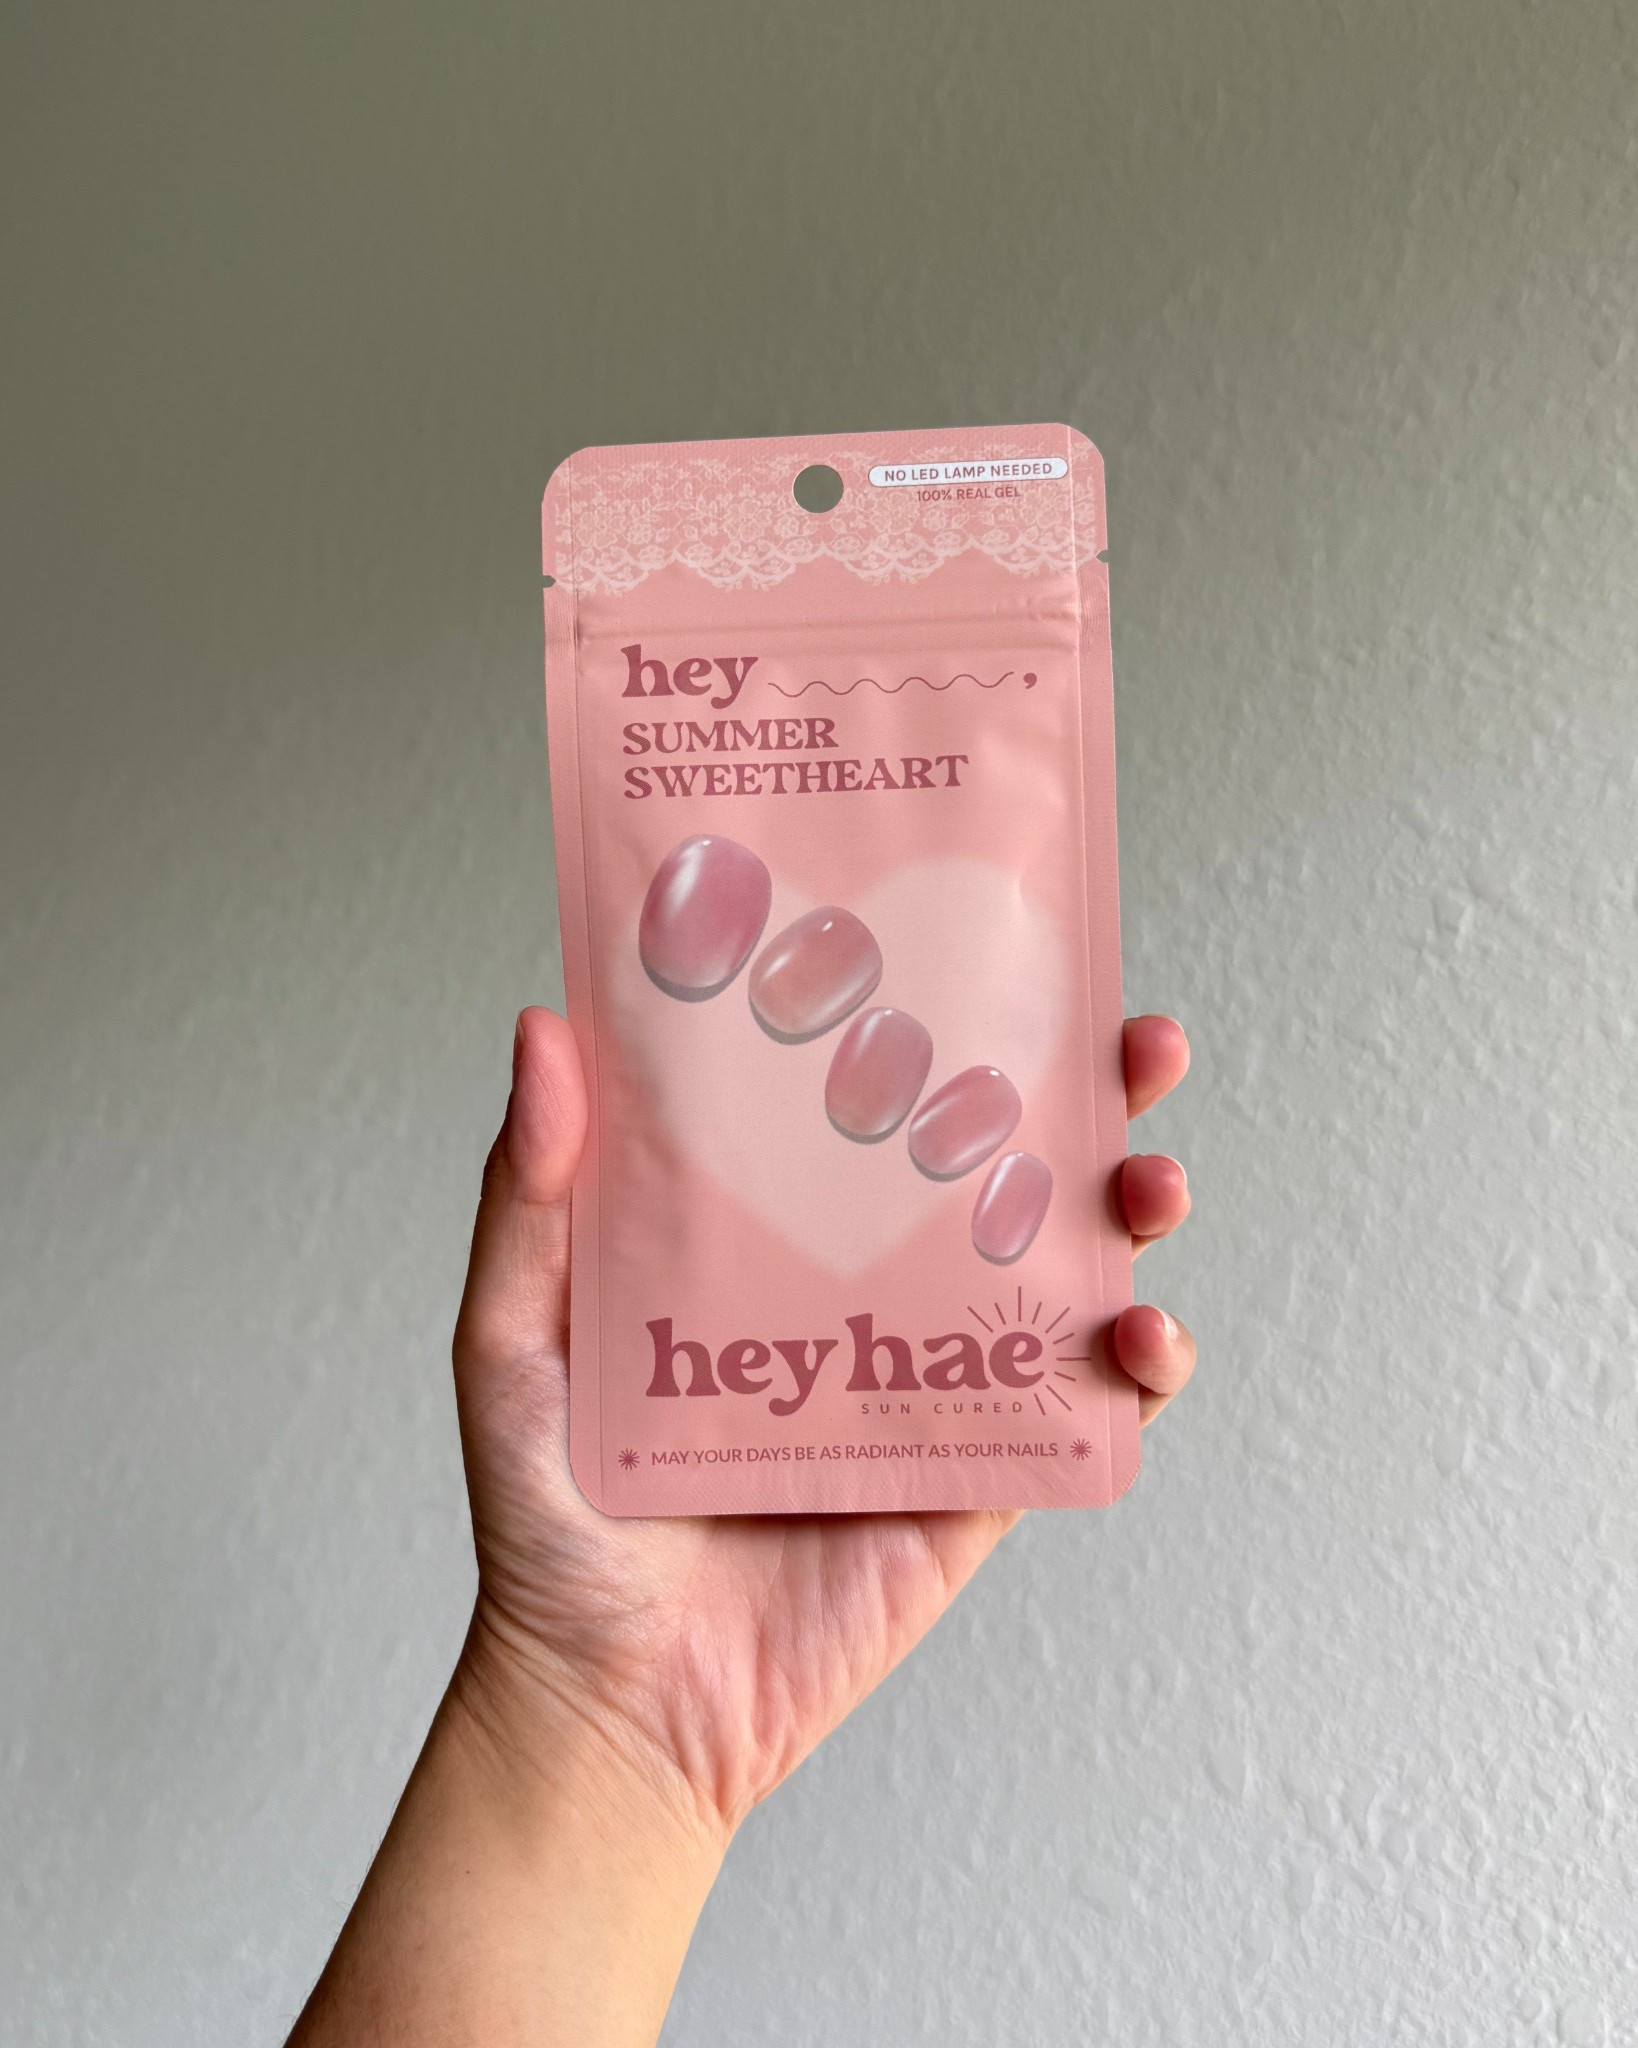 NO LED LAMP NEEDED
100% REAL GEL
hey ,
SUMMER
SWEETHEART
hey hae
SUN CURED
MAY YOUR DAYS BE AS RADIANT AS YOUR NAILS